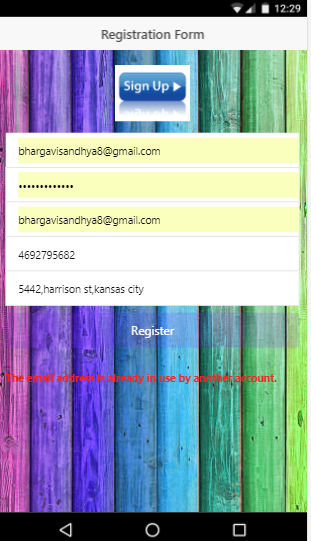 12:29
Registration Form
Sign Up
bhargavisandhya8@gmail.com
•••••••••••••
bhargavisandhya8@gmail.com
4692795682
5442,harrison st,kansas city
Register
The email address is already in use by another account.